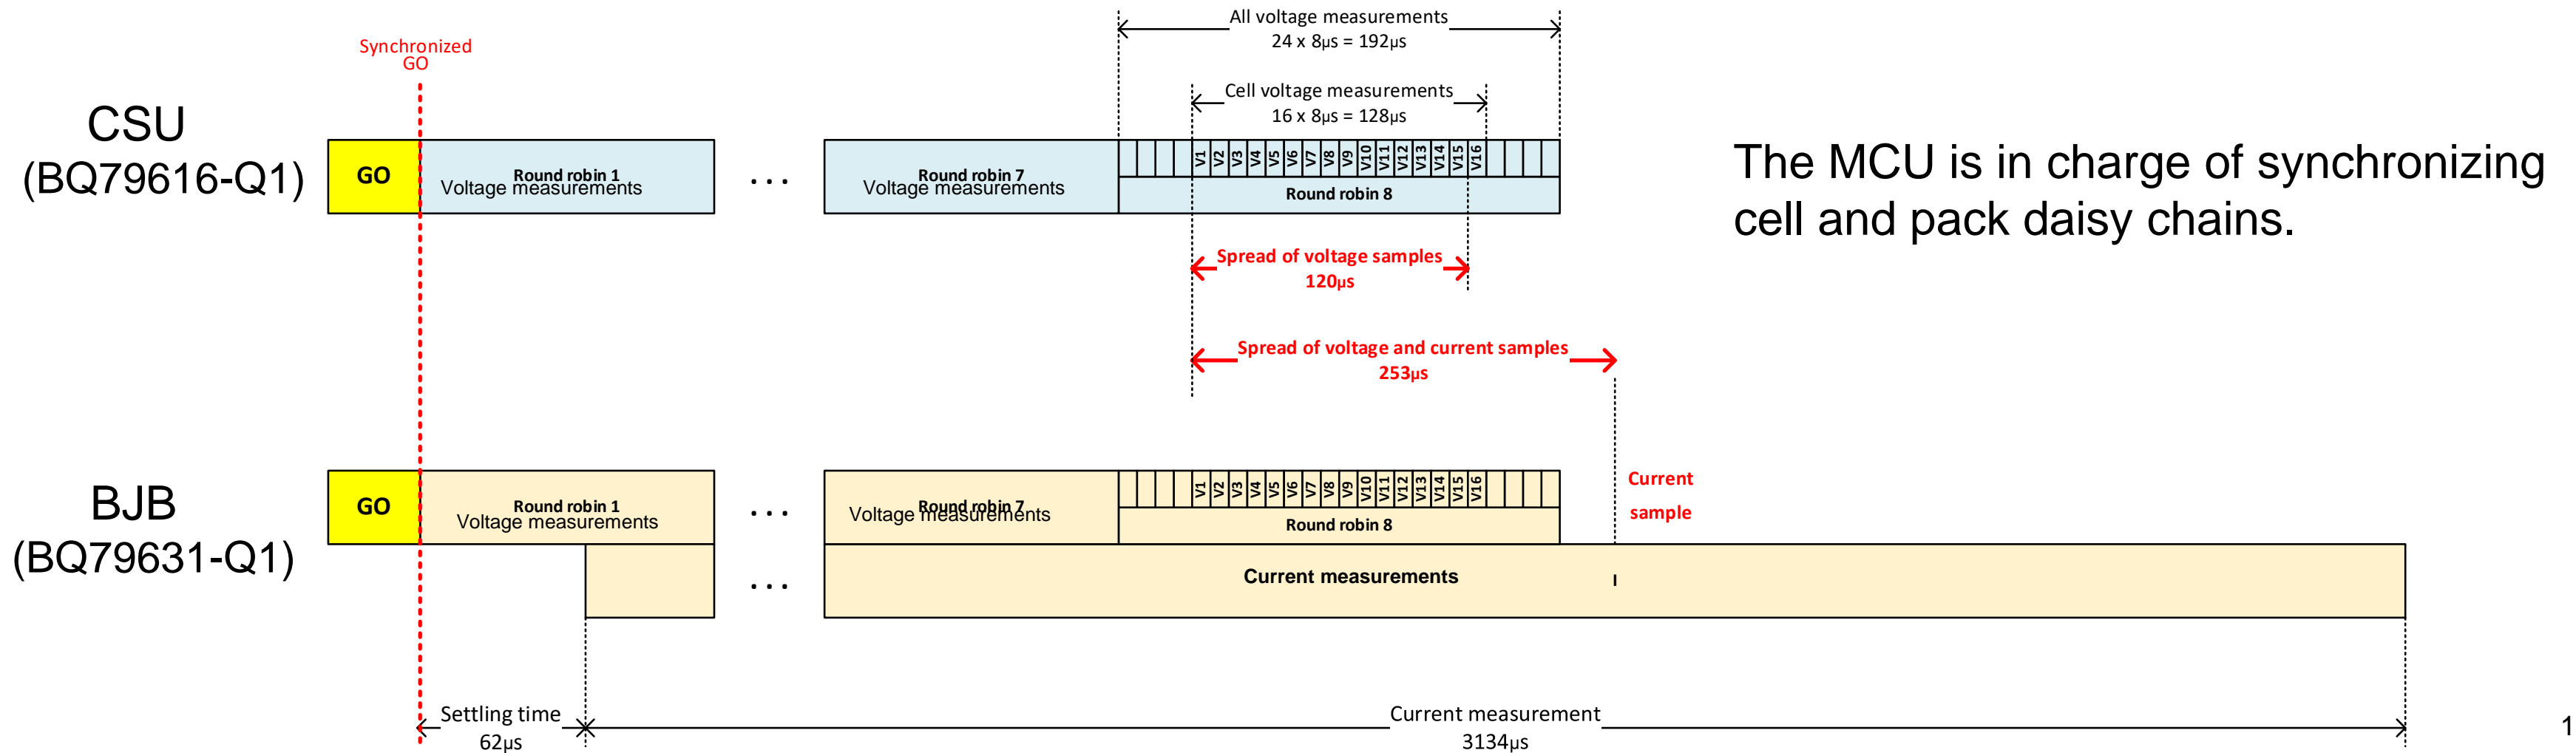 All voltage measurements
24 x 8µs = 192µs
Synchronized
GO
Cell voltage measurements
16 x 8µs = 128µs
CSU
(BQ79616-Q1)
GO
Round robin 1
Voltage measurements
...
Round robin 7
Voltage measurements
V1 V2 V3 V4 V5 V6 V7 V8 V9 V10 V11 V12 V13 V14 V15 V16
Round robin 8
The MCU is in charge of synchronizing
cell and pack daisy chains.
Spread of voltage samples
120µs
Spread of voltage and current samples
253µs
BJB
(BQ79631-Q1)
GO
Round robin 1
Voltage measurements
...
Round robin 7
Voltage measurements
V1 V2 V3 V4 V5 V6 V7 V8 V9 V10 V11 V12 V13 V14 V15 V16
Round robin 8
Current
sample
...
Current measurements
I
Settling time
62µs
Current measurement
3134µs
1